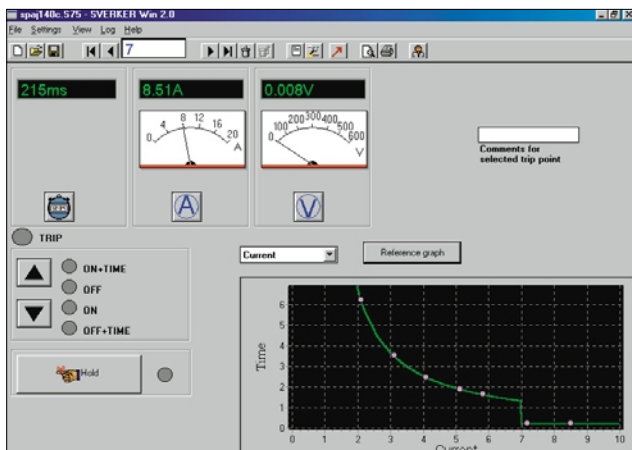 spaj140c.S75 - SVERKER Win 2.0
File Settings View Log Help
7
215ms 8.51A 0.008V
0 4 8 12 16 20 A
0 100 200 300 400 500 600 V
Comments for
selected trip point
A V
TRIP
ON+TIME
OFF
ON
OFF+TIME
Hold
Current Reference graph
Time
6
5
4
3
2
1
0
0 1 2 3 4 5 6 7 8 9 10
Current